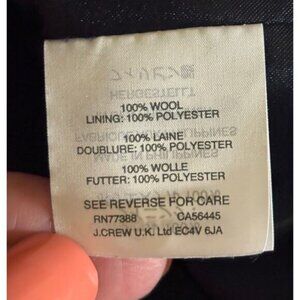 100% WOOL
LINING: 100% POLYESTER
100% LAINE
DOUBLURE: 100% POLYESTER
100% WOLLE
FUTTER: 100% POLYESTER
SEE REVERSE FOR CARE
RN77388 CA56445
J.CREW U.K. Ltd EC4V 6JA